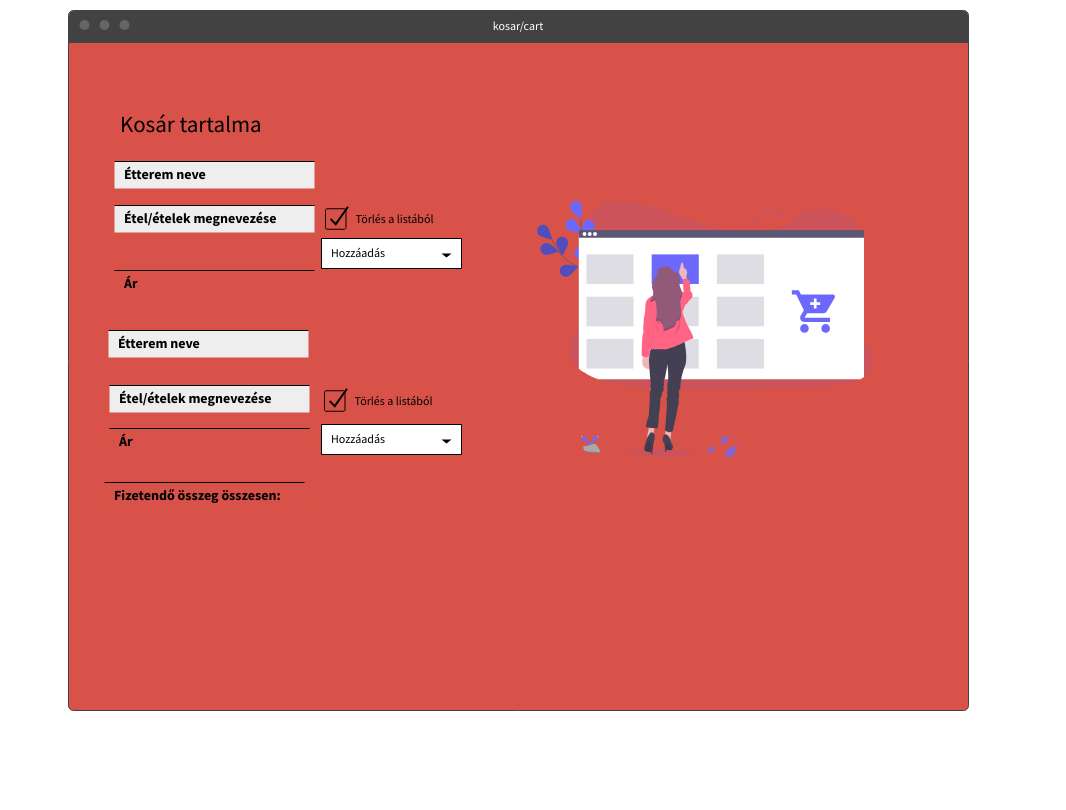 kosar/cart
Kosár tartalma
Étterem neve
Étel/ételek megnevezése
Törlés a listából
Hozzáadás
Ár
Étterem neve
Étel/ételek megnevezése
Törlés a listából
Hozzáadás
Ár
Fizetendő összeg összesen: